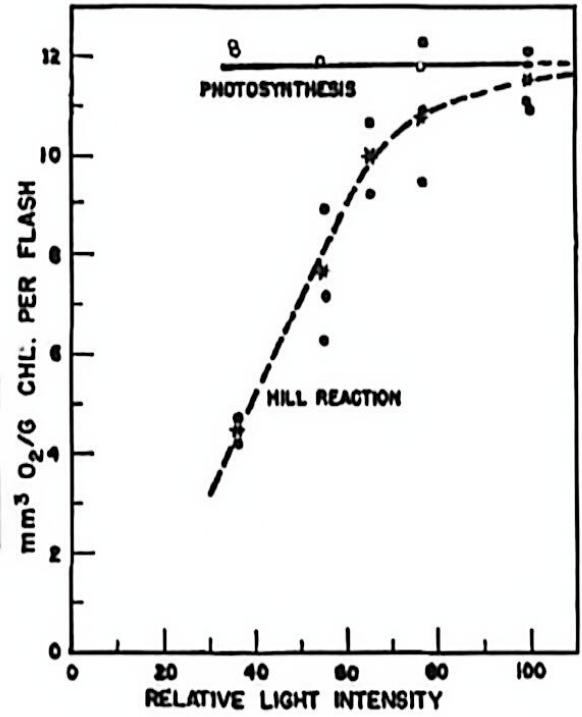 mm³ O₂/G CHL. PER FLASH
12
10
8
6
4
2
0
PHOTOSYNTHESIS
HILL REACTION
0 20 40 60 80 100
RELATIVE LIGHT INTENSITY